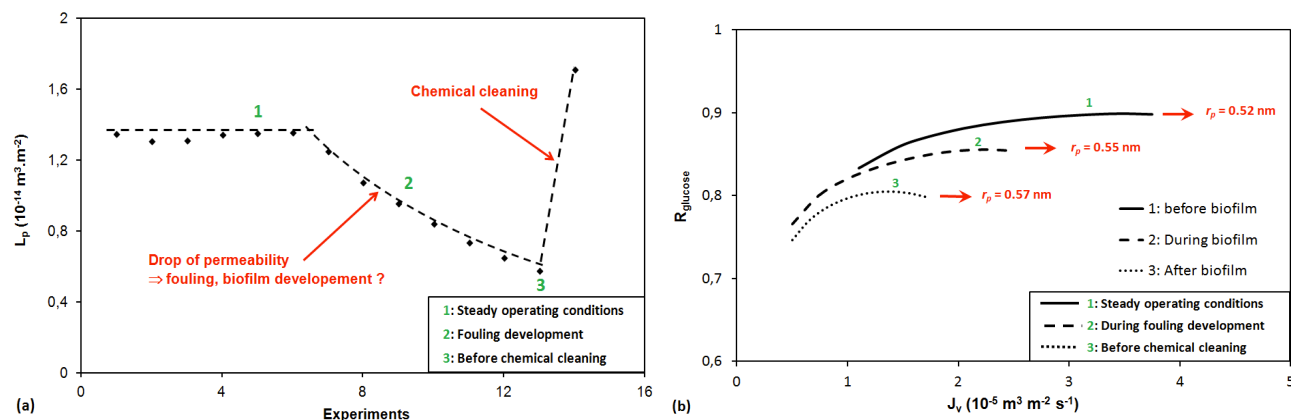 2
1,6
1,2
0,8
0,4
0
0
2
4
6
8
10
12
14
16
Lp (10-14 m3.m-2)
Experiments
(a)
1
2
3
Chemical cleaning
Drop of permeability
⇒ fouling, biofilm developement ?
1: Steady operating conditions
2: Fouling development
3: Before chemical cleaning
1
0,9
0,8
0,7
0,6
0
1
2
3
4
5
Rglucose
Jv (10-5 m3 m-2 s-1)
(b)
1
rp = 0.52 nm
2
rp = 0.55 nm
3
rp = 0.57 nm
1: before biofilm
2: During biofilm
3: After biofilm
1: Steady operating conditions
2: During fouling development
3: Before chemical cleaning